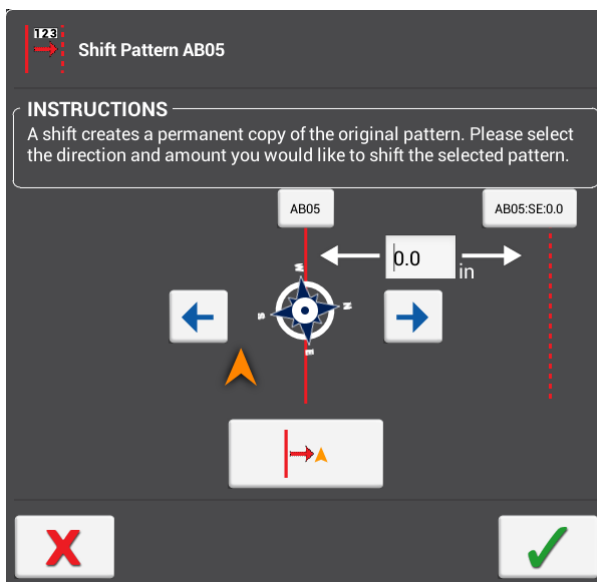 123
Shift Pattern AB05
INSTRUCTIONS
A shift creates a permanent copy of the original pattern. Please select
the direction and amount you would like to shift the selected pattern.
AB05
AB05:SE:0.0
0.0
in
W
S
N
E